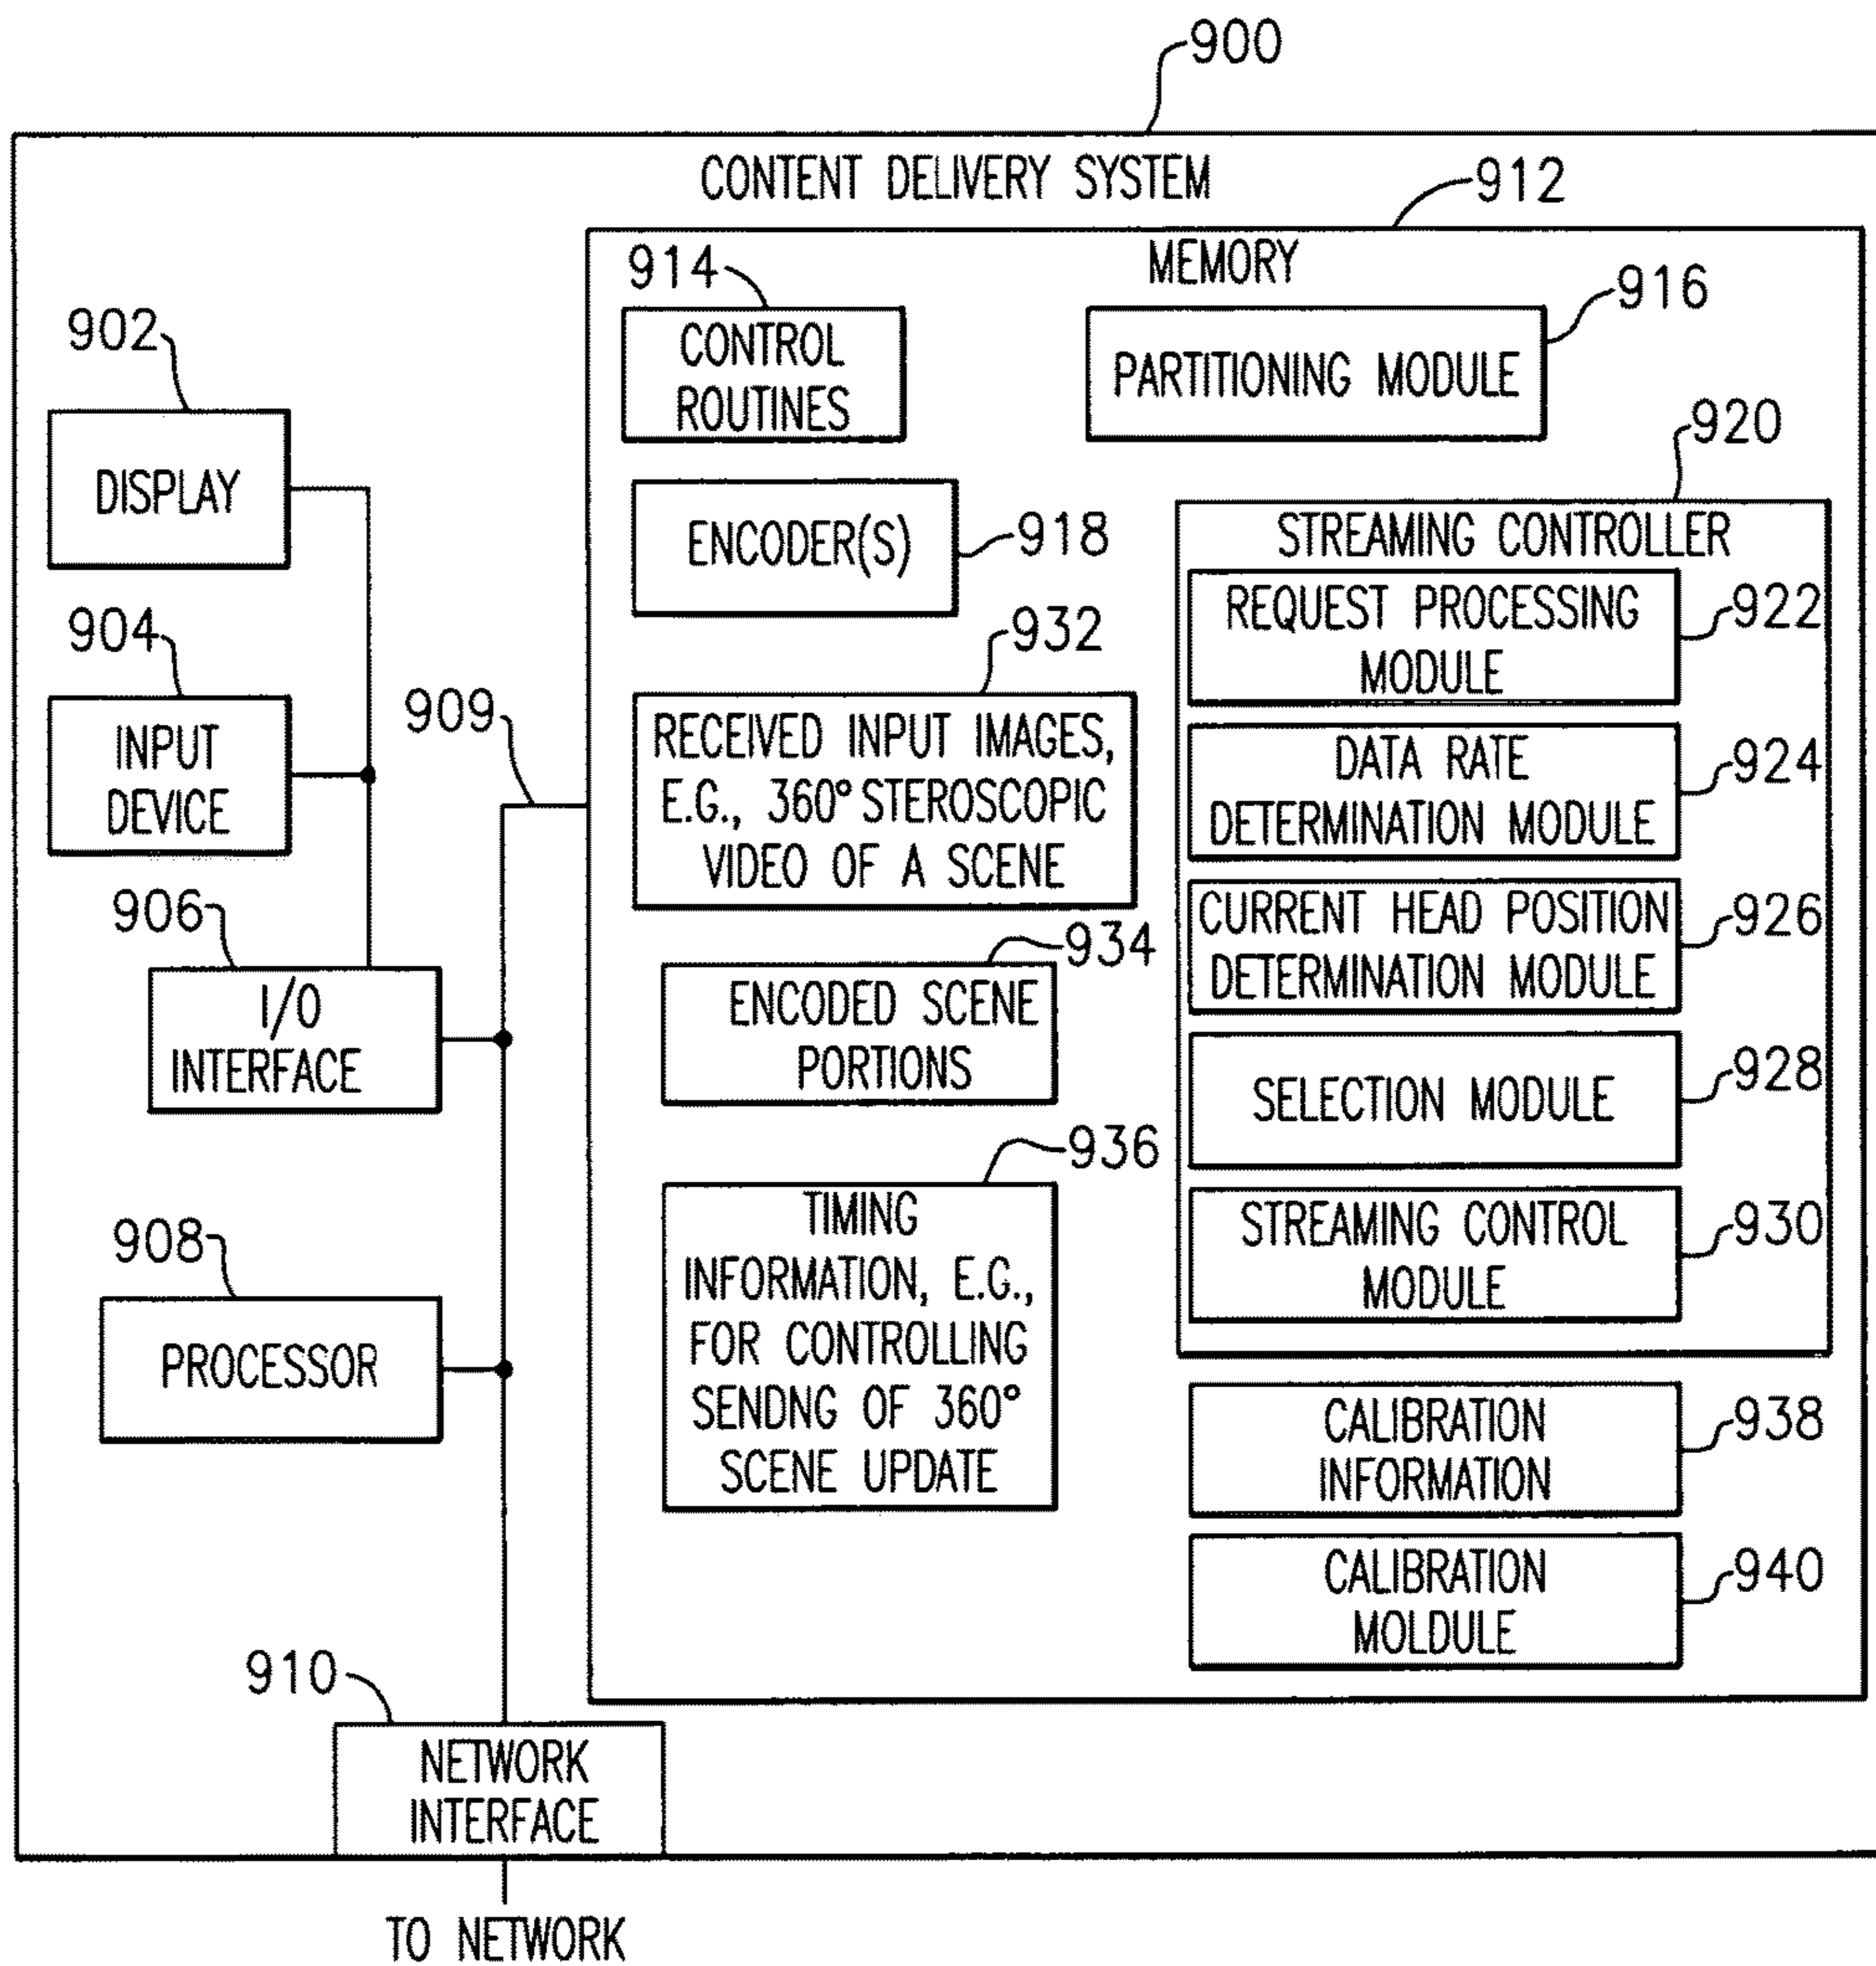 900
CONTENT DELIVERY SYSTEM
912
MEMORY
914
CONTROL
ROUTINES
916
PARTITIONING MODULE
902
DISPLAY
920
STREAMING CONTROLLER
ENCODER(S)
918
REQUEST PROCESSING
MODULE
922
904
INPUT
DEVICE
932
RECEIVED INPUT IMAGES,
E.G., 360° STEROSCOPIC
VIDEO OF A SCENE
909
DATA RATE
DETERMINATION MODULE
924
906
I/O
INTERFACE
CURRENT HEAD POSITION
DETERMINATION MODULE
926
934
ENCODED SCENE
PORTIONS
SELECTION MODULE
928
936
TIMING
INFORMATION, E.G.,
FOR CONTROLLING
SENDNG OF 360°
SCENE UPDATE
STREAMING CONTROL
MODULE
930
908
PROCESSOR
CALIBRATION
INFORMATION
938
CALIBRATION
MOLDULE
940
910
NETWORK
INTERFACE
TO NETWORK